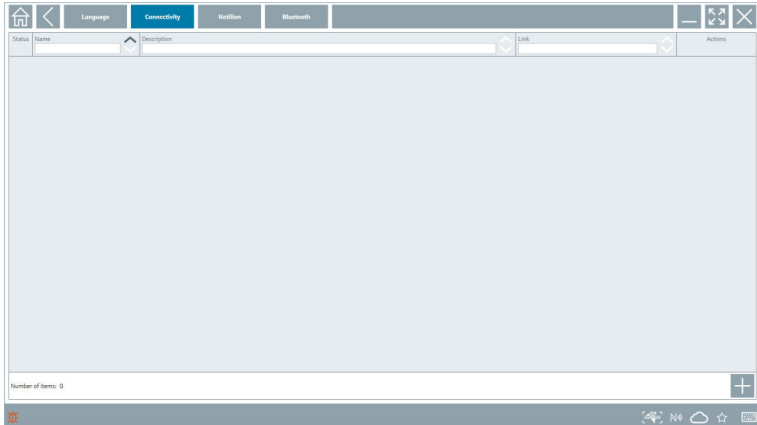 Language
Connectivity
Netilion
Bluetooth
Status
Name
Description
Link
Actions
Number of items: 0
N